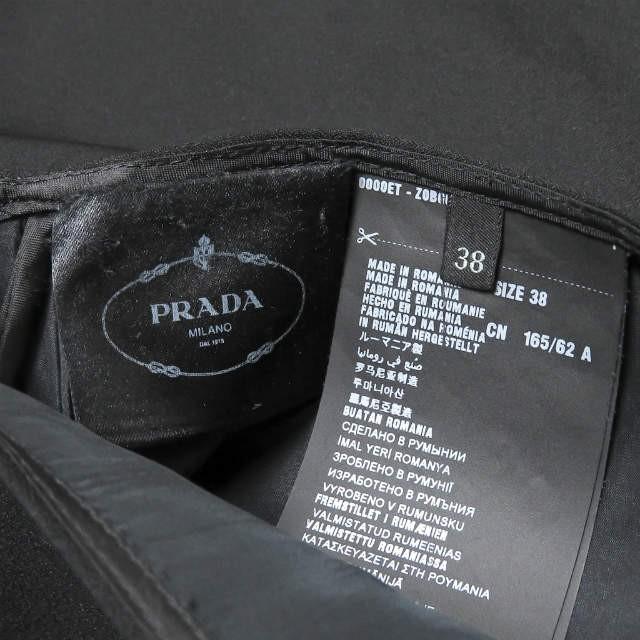 PRADA
MILANO
DAL 1913
0000ET - ZOB
38
SIZE 38
CN 165/62 A
MADE IN ROMANIA
MADE IN ROMANIA
FABRIQUÉ EN ROUMANIE
HECHO EN RUMANIA
FABRICADO NA ROMÉNIA
IN RUMÄN HERGESTELLT
ルーマニア製
صنع في رومانيا
罗马尼亚制造
루마니아산
羅馬尼亞製造
BUATAN ROMANIA
СДЕЛАНО В РУМЫНИИ
IMAL YERI ROMANYA
ЗРОБЛЕНО В РУМУНІЇ
ИЗРАБОТЕНО В РУМЪНИЯ
VYROBENO V RUMUNSKU
FREMSTILLET I RUMÆNIEN
VALMISTATUD RUMEENIAS
VALMISTETTU ROMANIASSA
ΚΑΤΑΣΚΕΥΑΖΕΤΑΙ ΣΤΗ ΡΟΥΜΑΝΙΑ